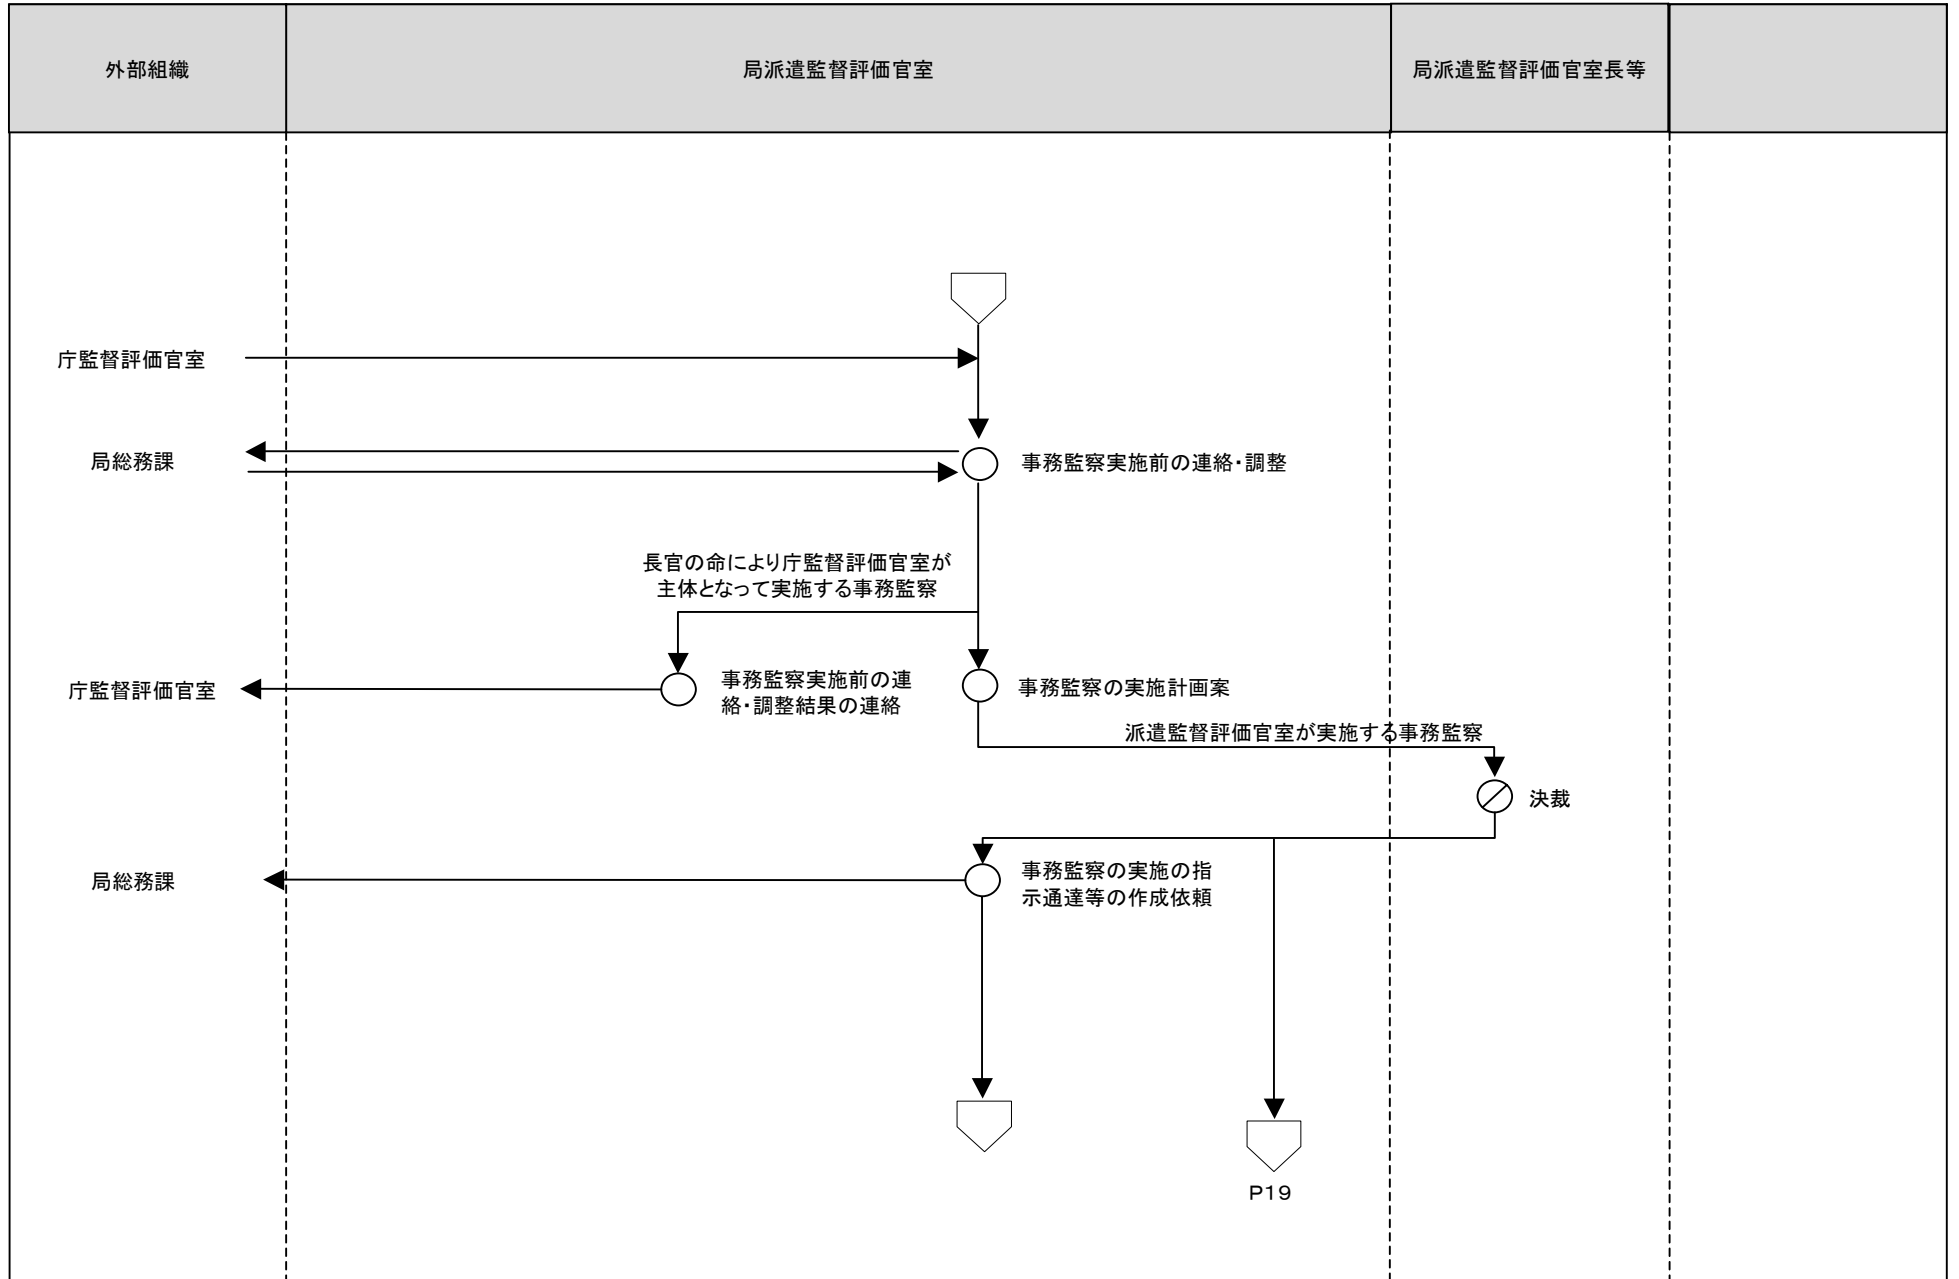 外部組織
局派遣監督評価官室
局派遣監督評価官室長等
庁監督評価官室
局総務課
事務監察実施前の連絡・調整
長官の命により庁監督評価官室が
主体となって実施する事務監察
庁監督評価官室
事務監察実施前の連
絡・調整結果の連絡
事務監察の実施計画案
派遣監督評価官室が実施する事務監察
決裁
局総務課
事務監察の実施の指
示通達等の作成依頼
P19